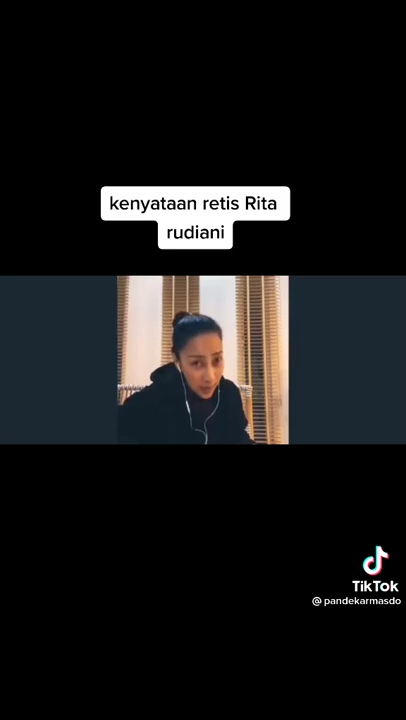 kenyataan retis Rita
rudiani
TikTok
@ pandekarmasdo